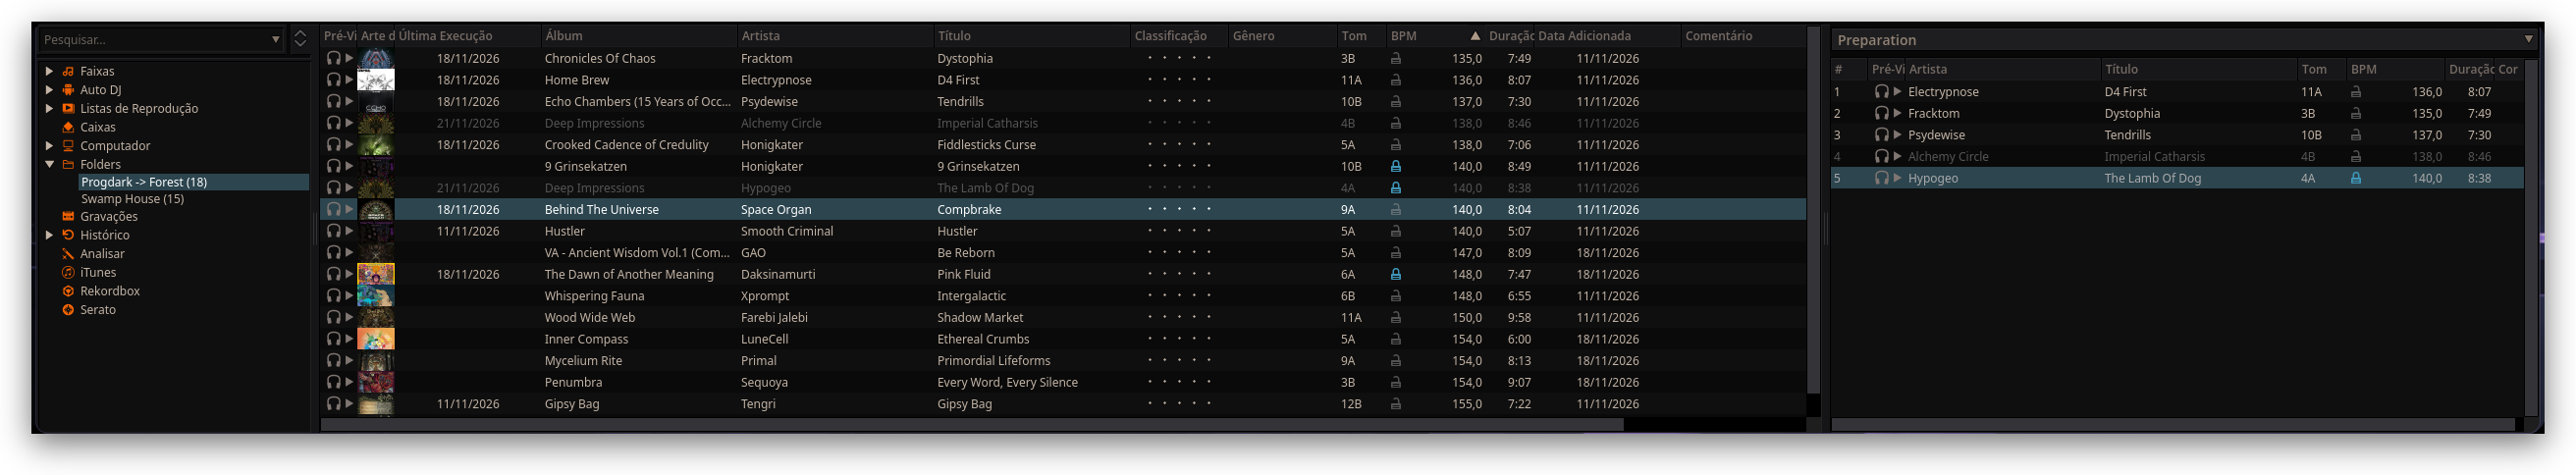 Pesquisar...
Faixas
Auto DJ
Listas de Reprodução
Caixas
Computador
Folders
Progdark -> Forest (18)
Swamp House (15)
Gravações
Histórico
Analisar
iTunes
Rekordbox
Serato
Pré-Vi Arte d Última Execução Álbum Artista Título Classificação Gênero Tom BPM Duraçã Data Adicionada Comentário
18/11/2026 Chronicles Of Chaos Fracktom Dystophia 3B 135,0 7:49 11/11/2026
18/11/2026 Home Brew Electrypnose D4 First 11A 136,0 8:07 11/11/2026
18/11/2026 Echo Chambers (15 Years of Occ... Psydewise Tendrills 10B 137,0 7:30 11/11/2026
21/11/2026 Deep Impressions Alchemy Circle Imperial Catharsis 4B 138,0 8:46 11/11/2026
18/11/2026 Crooked Cadence of Credulity Honigkater Fiddlesticks Curse 5A 138,0 7:06 11/11/2026
9 Grinsekatzen Honigkater 9 Grinsekatzen 10B 140,0 8:49 11/11/2026
21/11/2026 Deep Impressions Hypogeo The Lamb Of Dog 4A 140,0 8:38 11/11/2026
18/11/2026 Behind The Universe Space Organ Compbrake 9A 140,0 8:04 11/11/2026
11/11/2026 Hustler Smooth Criminal Hustler 5A 140,0 5:07 11/11/2026
VA - Ancient Wisdom Vol.1 (Com... GAO Be Reborn 5A 147,0 8:09 18/11/2026
18/11/2026 The Dawn of Another Meaning Daksinamurti Pink Fluid 6A 148,0 7:47 18/11/2026
Whispering Fauna Xprompt Intergalactic 6B 148,0 6:55 11/11/2026
Wood Wide Web Farebi Jalebi Shadow Market 11A 150,0 9:58 11/11/2026
Inner Compass LuneCell Ethereal Crumbs 5A 154,0 6:00 18/11/2026
Mycelium Rite Primal Primordial Lifeforms 9A 154,0 8:13 18/11/2026
Penumbra Sequoya Every Word, Every Silence 3B 154,0 9:07 18/11/2026
11/11/2026 Gipsy Bag Tengri Gipsy Bag 12B 155,0 7:22 11/11/2026
Preparation
# Pré-Vi Artista Título Tom BPM Duraçã Cor
1 Electrypnose D4 First 11A 136,0 8:07
2 Fracktom Dystophia 3B 135,0 7:49
3 Psydewise Tendrills 10B 137,0 7:30
4 Alchemy Circle Imperial Catharsis 4B 138,0 8:46
5 Hypogeo The Lamb Of Dog 4A 140,0 8:38